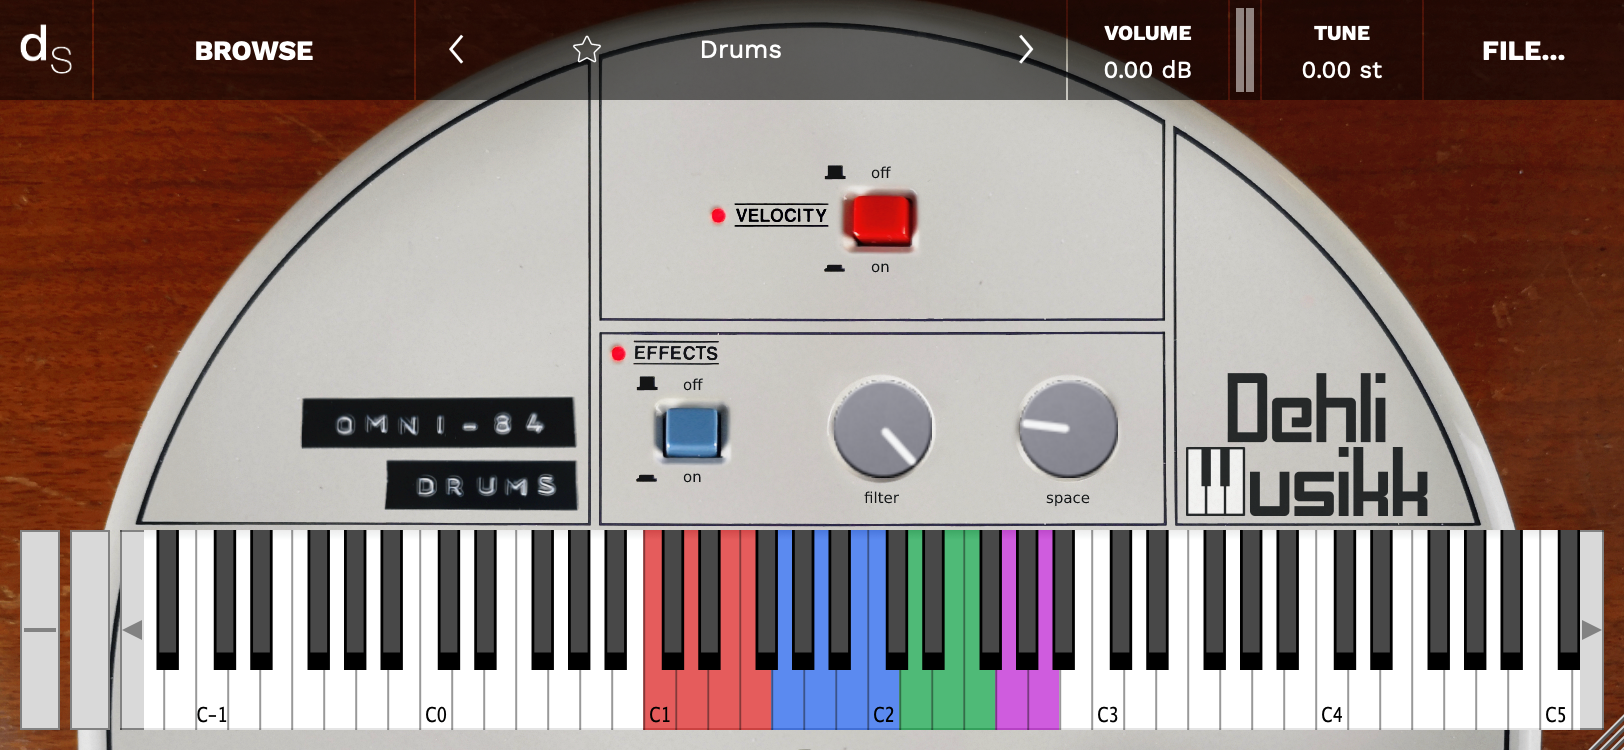 dS
BROWSE
Drums
VOLUME
0.00 dB
TUNE
0.00 st
FILE...
off
VELOCITY
on
EFFECTS
off
on
filter
space
OMNI-84
DRUMS
Dehli
Musikk
C-1
C0
C1
C2
C3
C4
C5